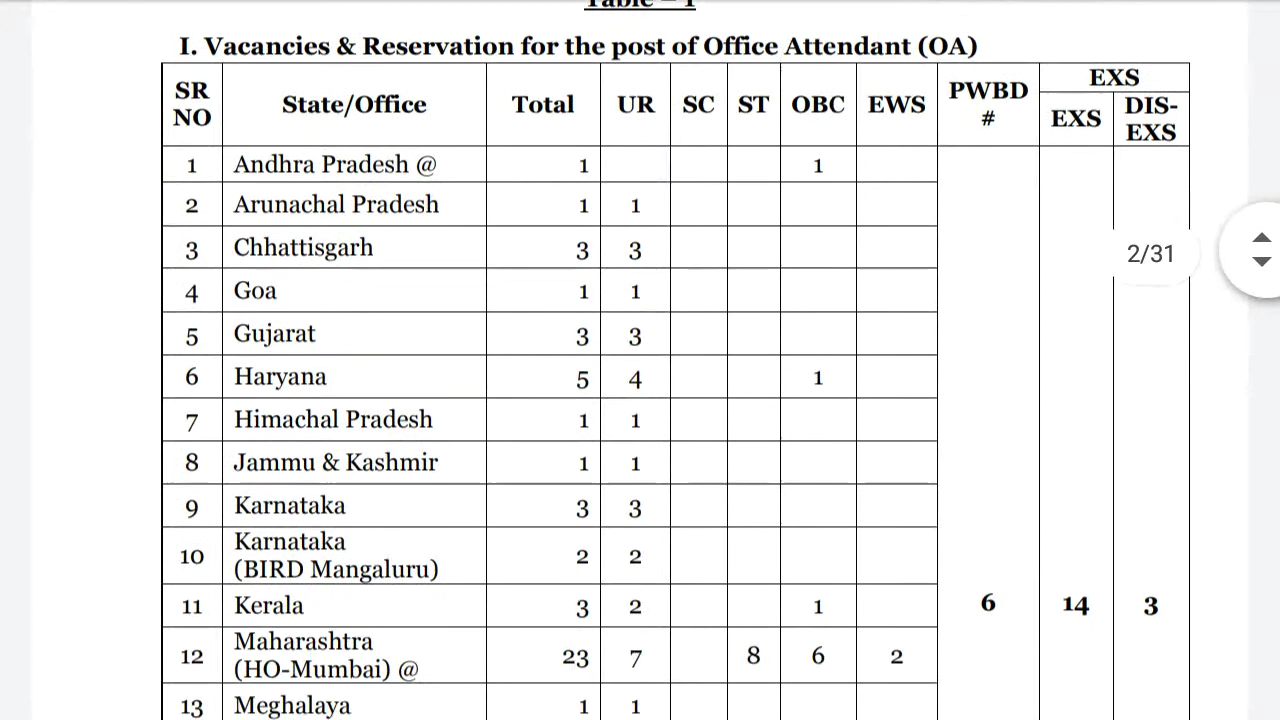 Table – 1
I. Vacancies & Reservation for the post of Office Attendant (OA)
SR NO State/Office Total UR SC ST OBC EWS PWBD # EXS
EXS DIS-EXS
1 Andhra Pradesh @ 1 1
2 Arunachal Pradesh 1 1
3 Chhattisgarh 3 3
2/31
4 Goa 1 1
5 Gujarat 3 3
6 Haryana 5 4 1
7 Himachal Pradesh 1 1
8 Jammu & Kashmir 1 1
9 Karnataka 3 3
10 Karnataka (BIRD Mangaluru) 2 2
11 Kerala 3 2 1
6 14 3
12 Maharashtra (HO-Mumbai) @ 23 7 8 6 2
13 Meghalaya 1 1